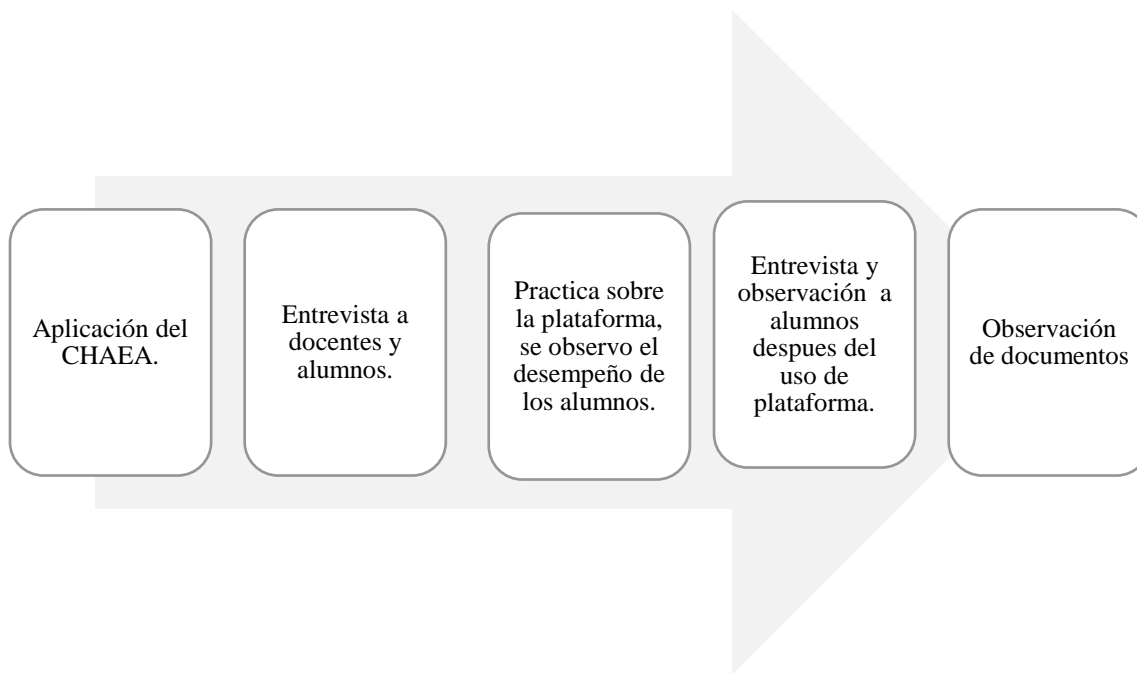 Aplicación del
CHAEA.
Entrevista a
docentes y
alumnos.
Practica sobre
la plataforma,
se observo el
desempeño de
los alumnos.
Entrevista y
observación a
alumnos
despues del
uso de
plataforma.
Observación
de documentos